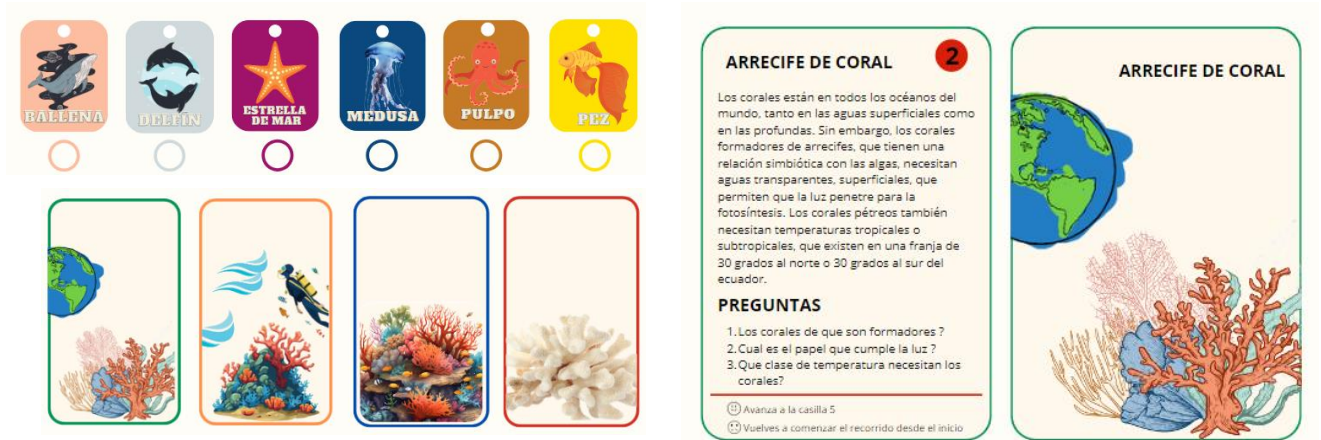 BALLENA
DELFÍN
ESTRELLA
DE MAR
MEDUSA
PULPO
PEZ
ARRECIFE DE CORAL
2
Los corales están en todos los océanos del
mundo, tanto en las aguas superficiales como
en las profundas. Sin embargo, los corales
formadores de arrecifes, que tienen una
relación simbiótica con las algas, necesitan
aguas transparentes, superficiales, que
permiten que la luz penetre para la
fotosíntesis. Los corales pétreos también
necesitan temperaturas tropicales o
subtropicales, que existen en una franja de
30 grados al norte o 30 grados al sur del
ecuador.
PREGUNTAS
1.Los corales de que son formadores ?
2.Cual es el papel que cumple la luz ?
3.Que clase de temperatura necesitan los
corales?
Avanza a la casilla 5
Vuelves a comenzar el recorrido desde el inicio
ARRECIFE DE CORAL